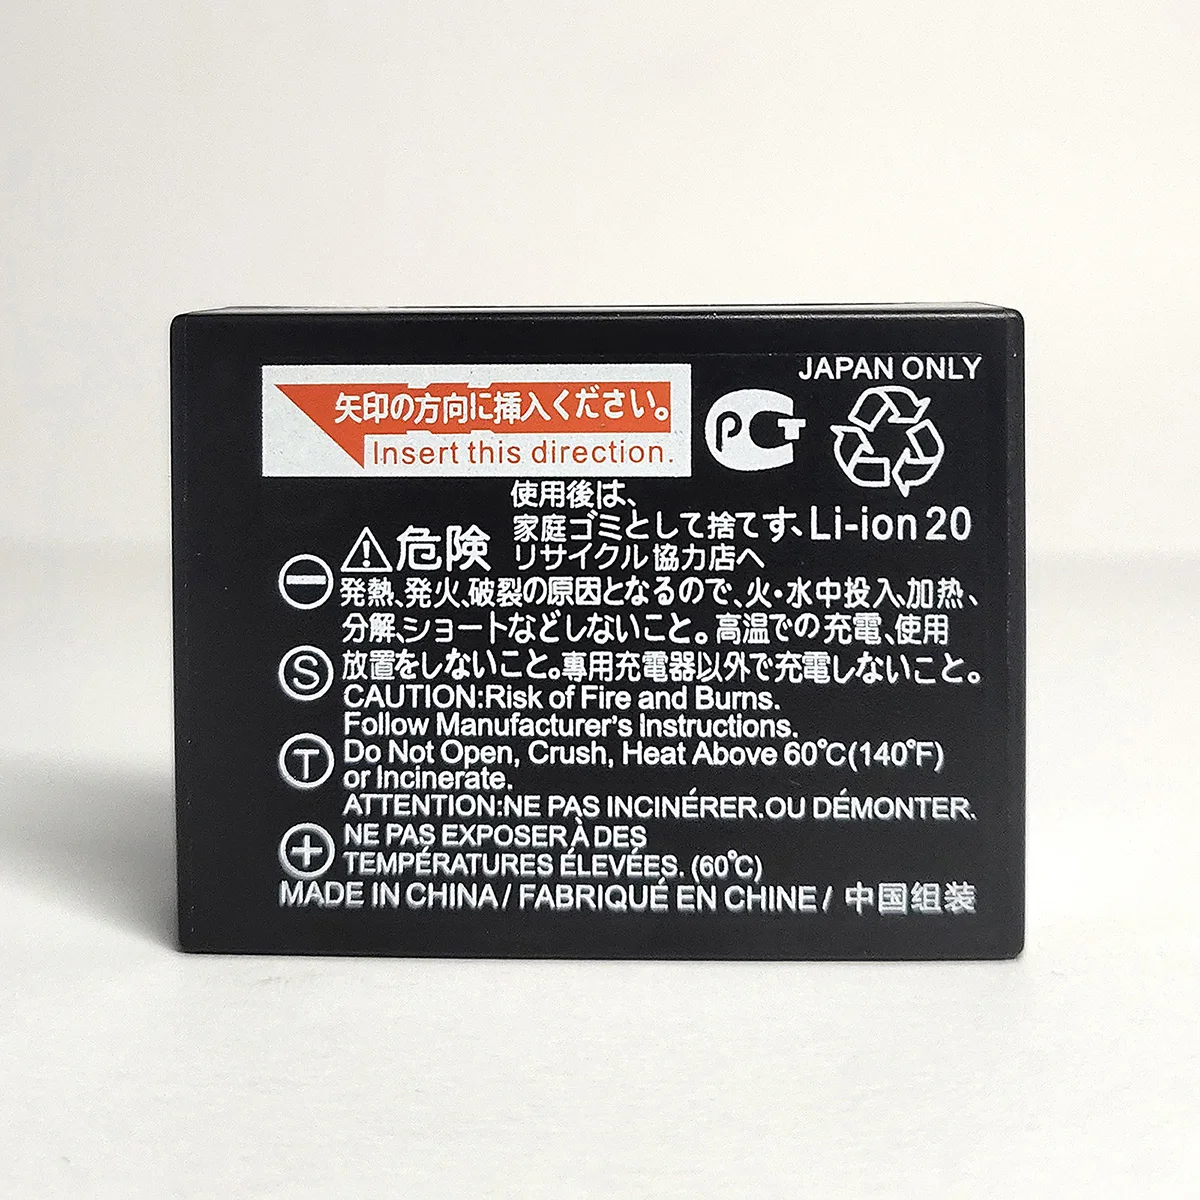 JAPAN ONLY
矢印の方向に挿入ください。
Insert this direction.
PCT
使用後は、
家庭ゴミとして捨てす、Li-ion 20
⚠危険 リサイクル協力店へ
発熱、発火、破裂の原因となるので、火・水中投入、加热、
分解、ショートなどしないこと。高温での充電、使用
放置をしないこと。專用充電器以外で充電しないこと。
CAUTION:Risk of Fire and Burns.
Follow Manufacturer's Instructions.
Do Not Open, Crush, Heat Above 60℃(140℉)
or Incinerate.
ATTENTION:NE PAS INCINÉRER.OU DÉMONTER.
NE PAS EXPOSER À DES
TEMPÉRATURES ÉLEVÉES. (60℃)
MADE IN CHINA / FABRIQUÉ EN CHINE / 中国组装
−
S
T
+